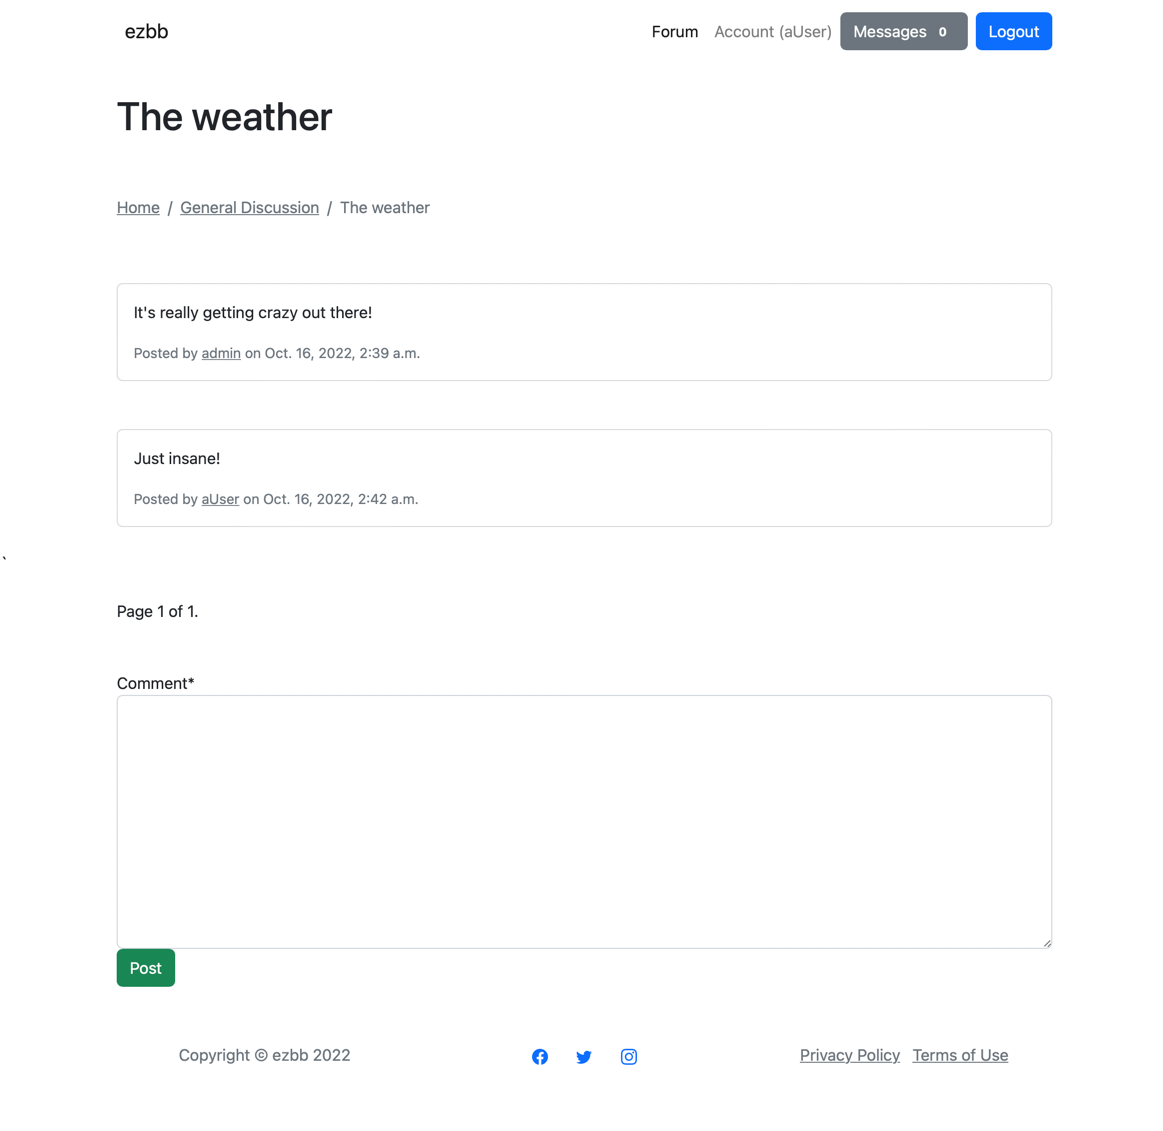 ezbb Forum Account (aUser) Messages 0 Logout
The weather
Home / General Discussion / The weather
It's really getting crazy out there!
Posted by admin on Oct. 16, 2022, 2:39 a.m.
Just insane!
Posted by aUser on Oct. 16, 2022, 2:42 a.m.
`
Page 1 of 1.
Comment*
Post
Copyright © ezbb 2022 Privacy Policy Terms of Use